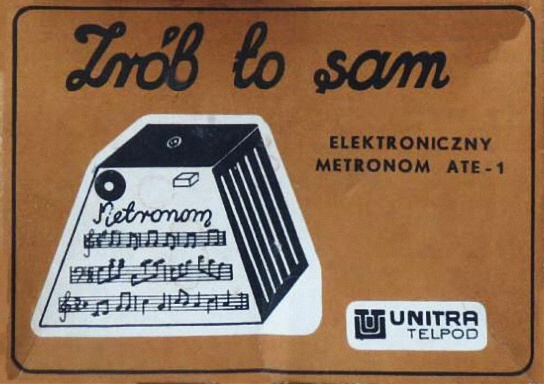 Zrób to sam
ELEKTRONICZNY
METRONOM ATE-1
Metronom
UNITRA
TELPOD